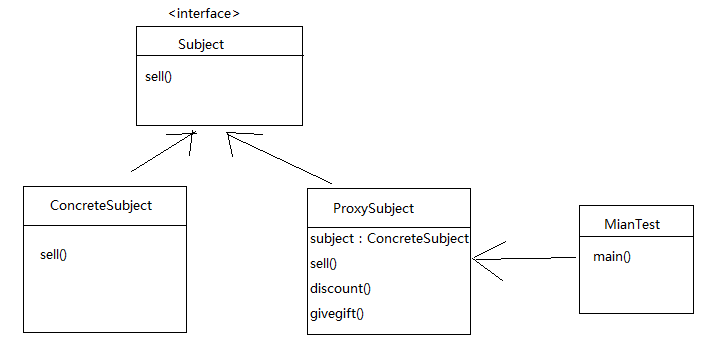 <interface>
Subject
sell()
ConcreteSubject
sell()
ProxySubject
subject : ConcreteSubject
sell()
discount()
givegift()
MianTest
main()